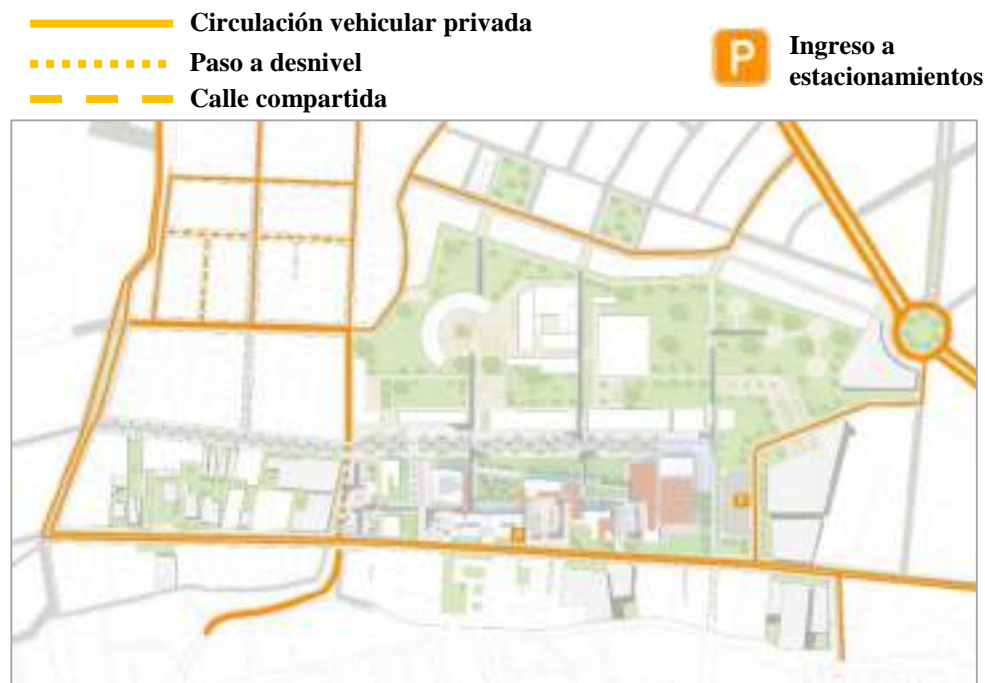 Circulación vehicular privada
Paso a desnivel
Calle compartida
P
Ingreso a
estacionamientos
P